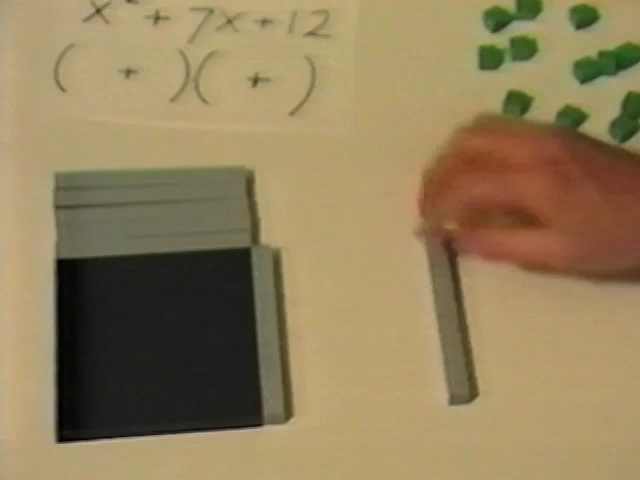 x² + 7x + 12
( + )( + )